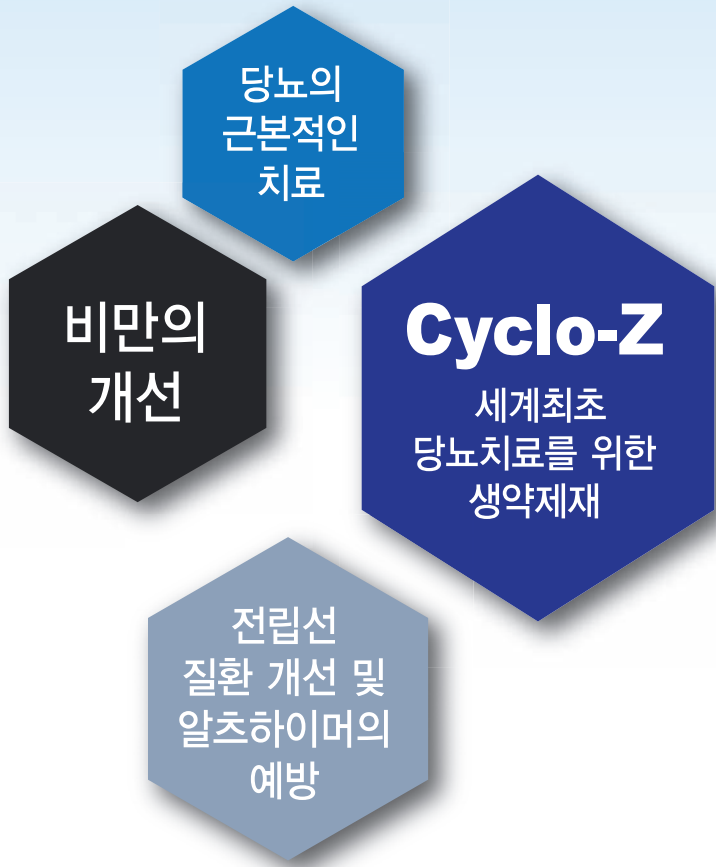 당뇨의
근본적인
치료
비만의
개선
Cyclo-Z
세계최초
당뇨치료를 위한
생약제재
전립선
질환 개선 및
알츠하이머의
예방